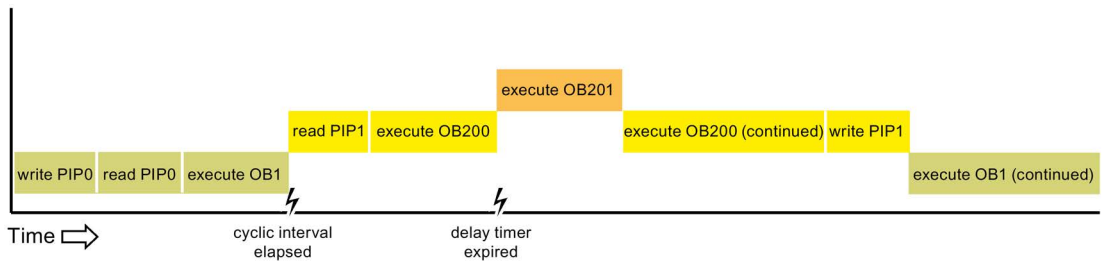 execute OB201
read PIP1
execute OB200
execute OB200 (continued)
write PIP1
write PIP0
read PIP0
execute OB1
execute OB1 (continued)
Time
cyclic interval
elapsed
delay timer
expired